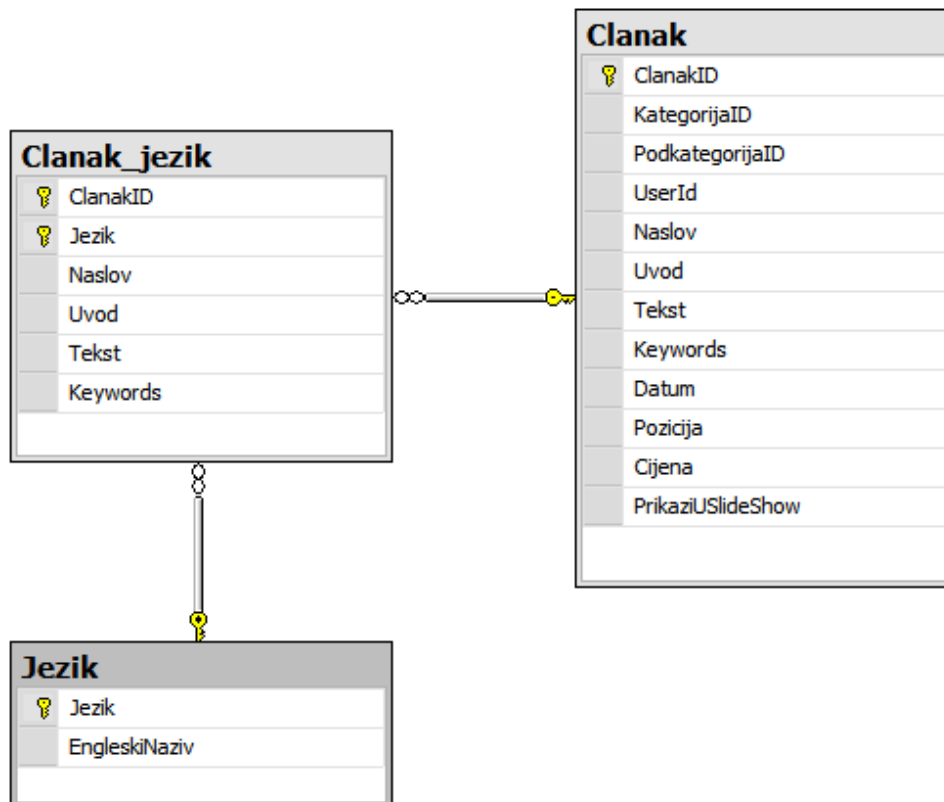 Clanak
ClanakID
KategorijaID
PodkategorijaID
UserId
Naslov
Uvod
Tekst
Keywords
Datum
Pozicija
Cijena
PrikaziUSlideShow
Clanak_jezik
ClanakID
Jezik
Naslov
Uvod
Tekst
Keywords
Jezik
Jezik
EngleskiNaziv